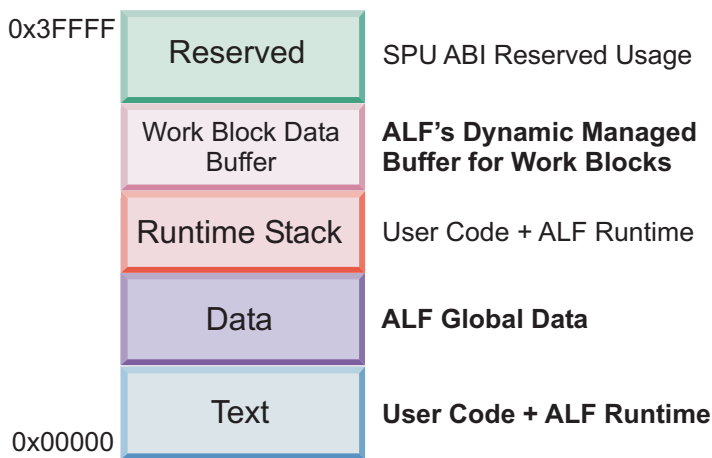 0x3FFFF
Reserved
SPU ABI Reserved Usage
Work Block Data
Buffer
ALF's Dynamic Managed
Buffer for Work Blocks
Runtime Stack
User Code + ALF Runtime
Data
ALF Global Data
Text
User Code + ALF Runtime
0x00000